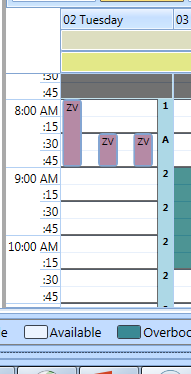 02 Tuesday 03
:30
:45
8:00 AM ZV 1
:15
:30 ZV ZV A
:45
9:00 AM 2
:15
:30 2
:45
10:00 AM 2
:15
:30 2
:45
e Available Overboo